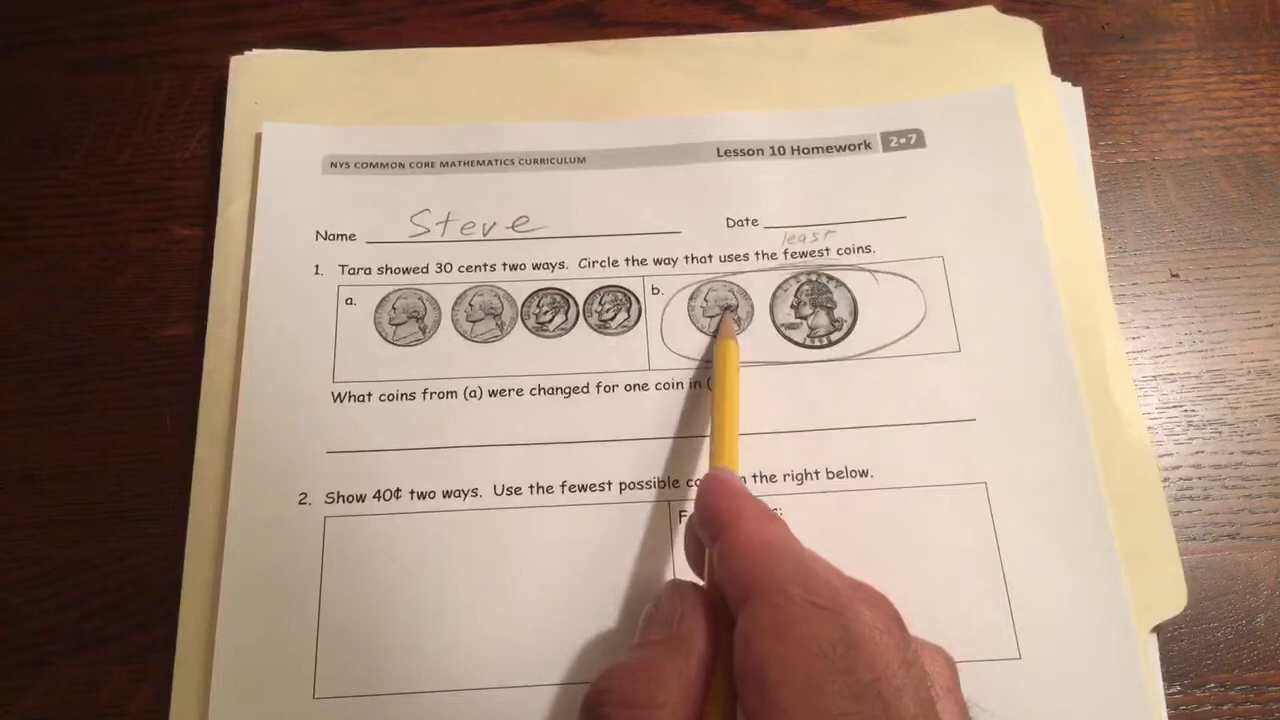 NYS COMMON CORE MATHEMATICS CURRICULUM Lesson 10 Homework 2•7
Name Steve Date
least
1. Tara showed 30 cents two ways. Circle the way that uses the fewest coins.
a. b.
LIBERTY
1998
What coins from (a) were changed for one coin in (
2. Show 40¢ two ways. Use the fewest possible the right below.